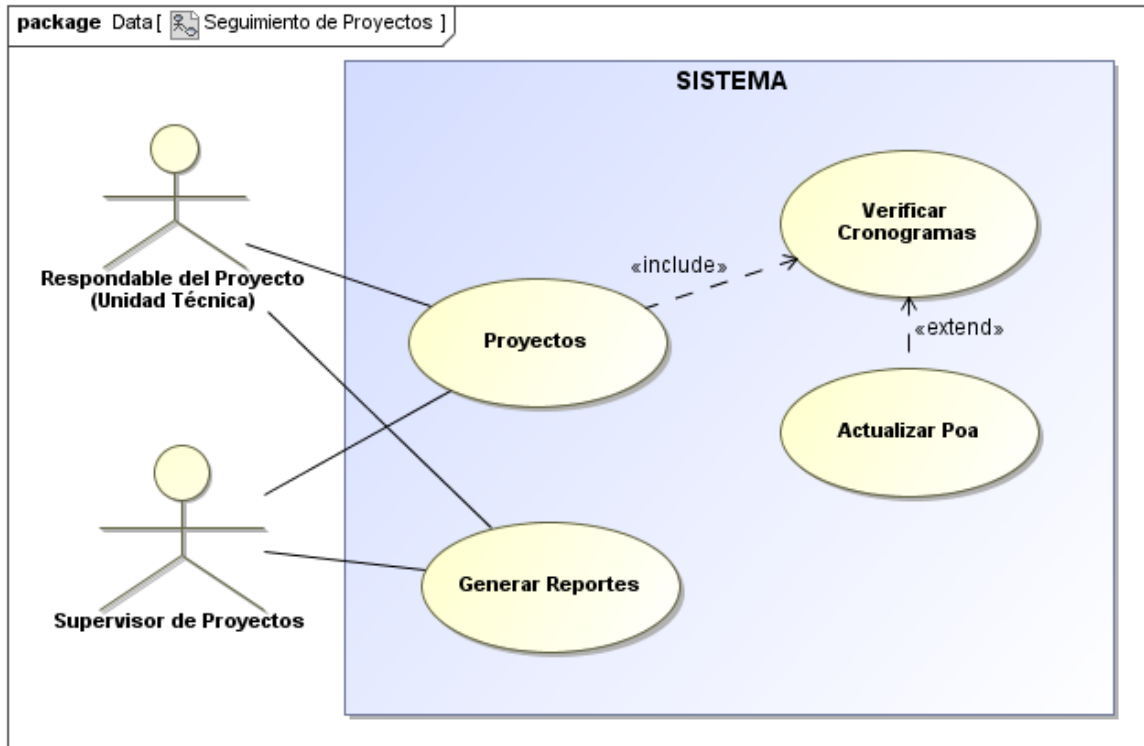 package Data [ Seguimiento de Proyectos ]
SISTEMA
Verificar
Cronogramas
«include»
Respondable del Proyecto
(Unidad Técnica)
«extend»
Proyectos
Actualizar Poa
Generar Reportes
Supervisor de Proyectos